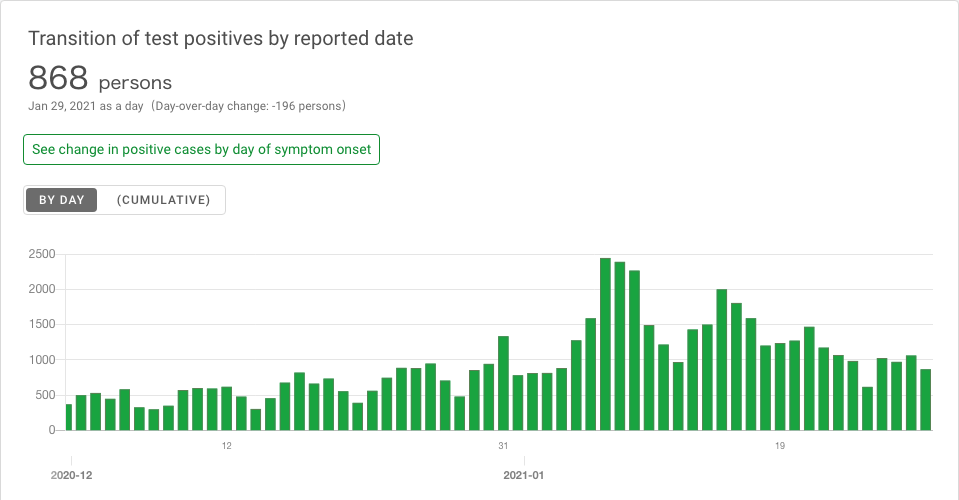 Transition of test positives by reported date
868 persons
Jan 29, 2021 as a day（Day-over-day change: -196 persons）
See change in positive cases by day of symptom onset
BY DAY (CUMULATIVE)
2500
2000
1500
1000
500
0
12 31 19
2020-12 2021-01